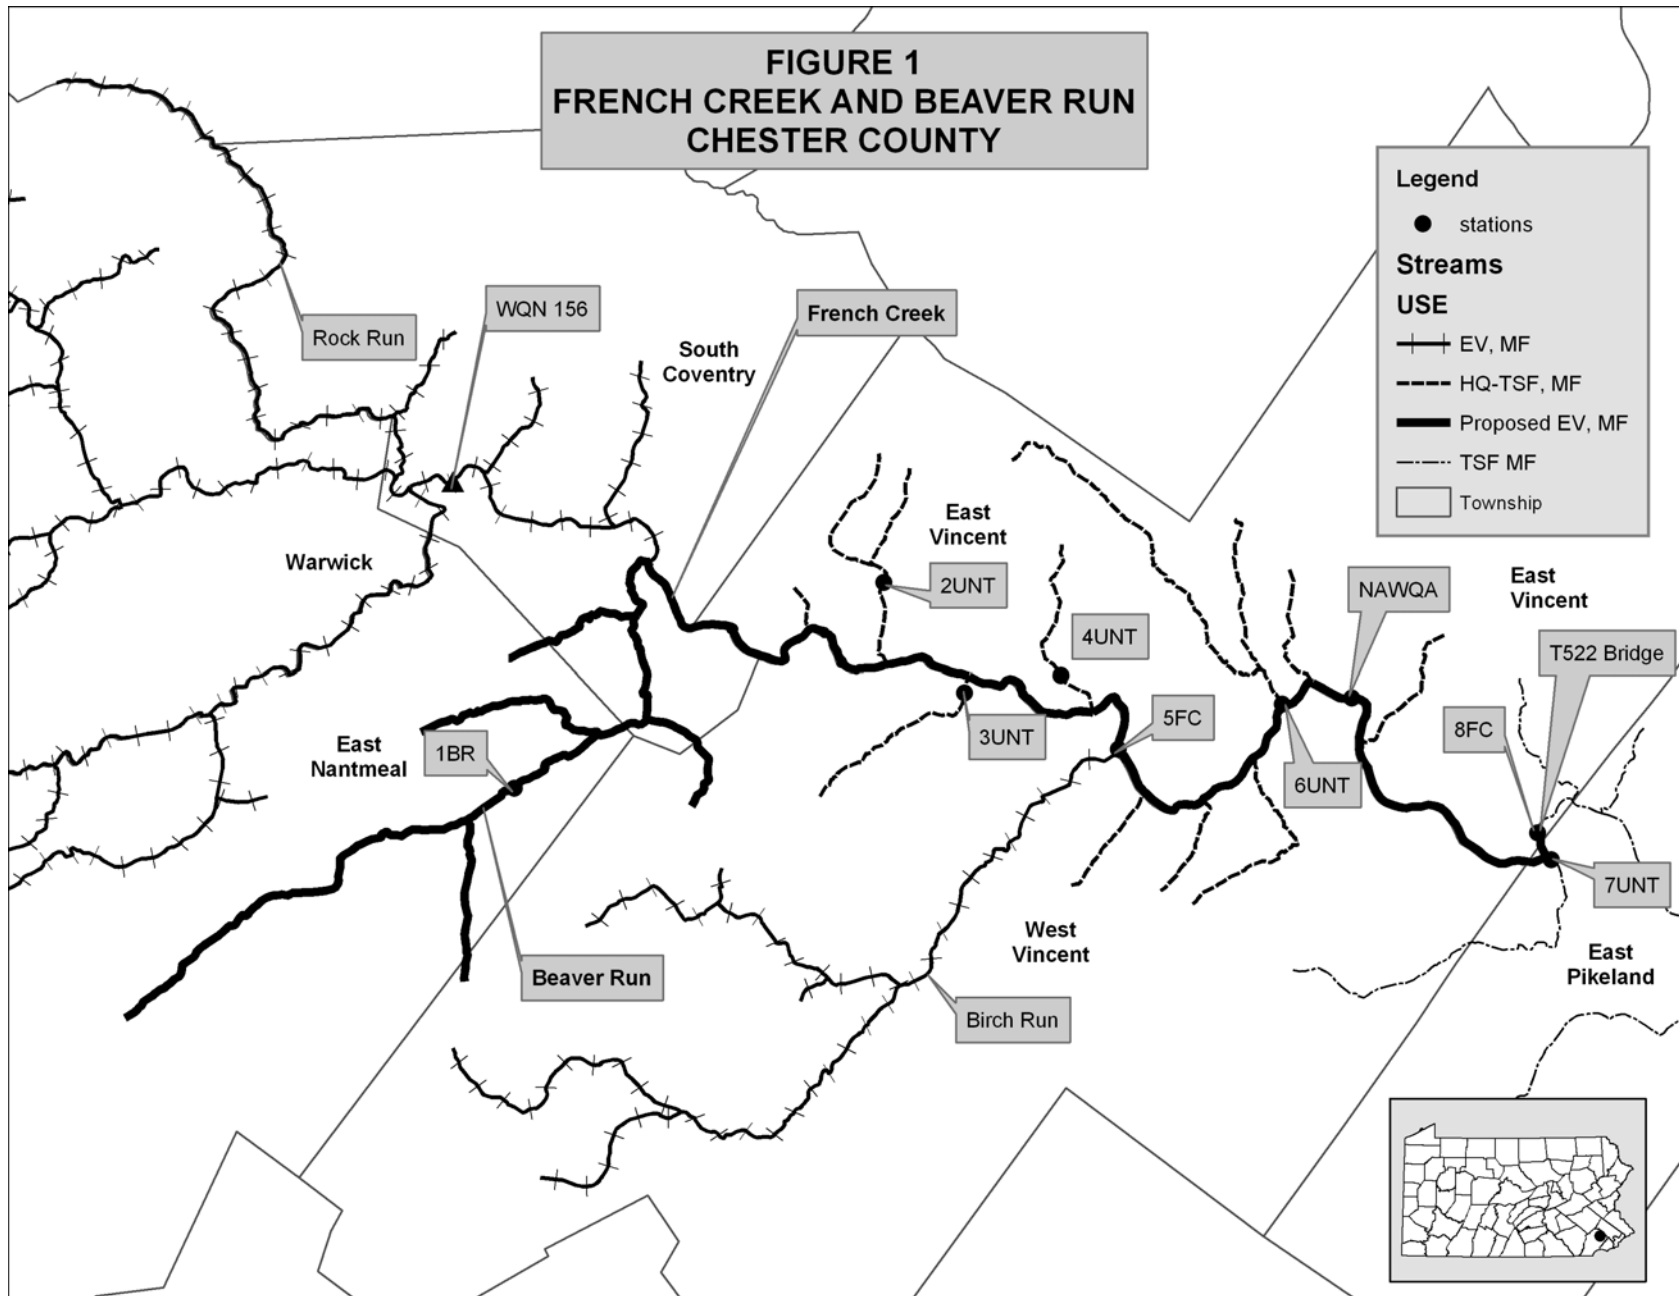 FIGURE 1
FRENCH CREEK AND BEAVER RUN
CHESTER COUNTY
Legend
stations
Streams
USE
EV, MF
HQ-TSF, MF
Proposed EV, MF
TSF MF
Township
Rock Run
WQN 156
French Creek
South
Coventry
East
Vincent
Warwick
2UNT
4UNT
NAWQA
East
Vincent
T522 Bridge
8FC
5FC
3UNT
6UNT
7UNT
East
Nantmeal
1BR
Beaver Run
West
Vincent
East
Pikeland
Birch Run